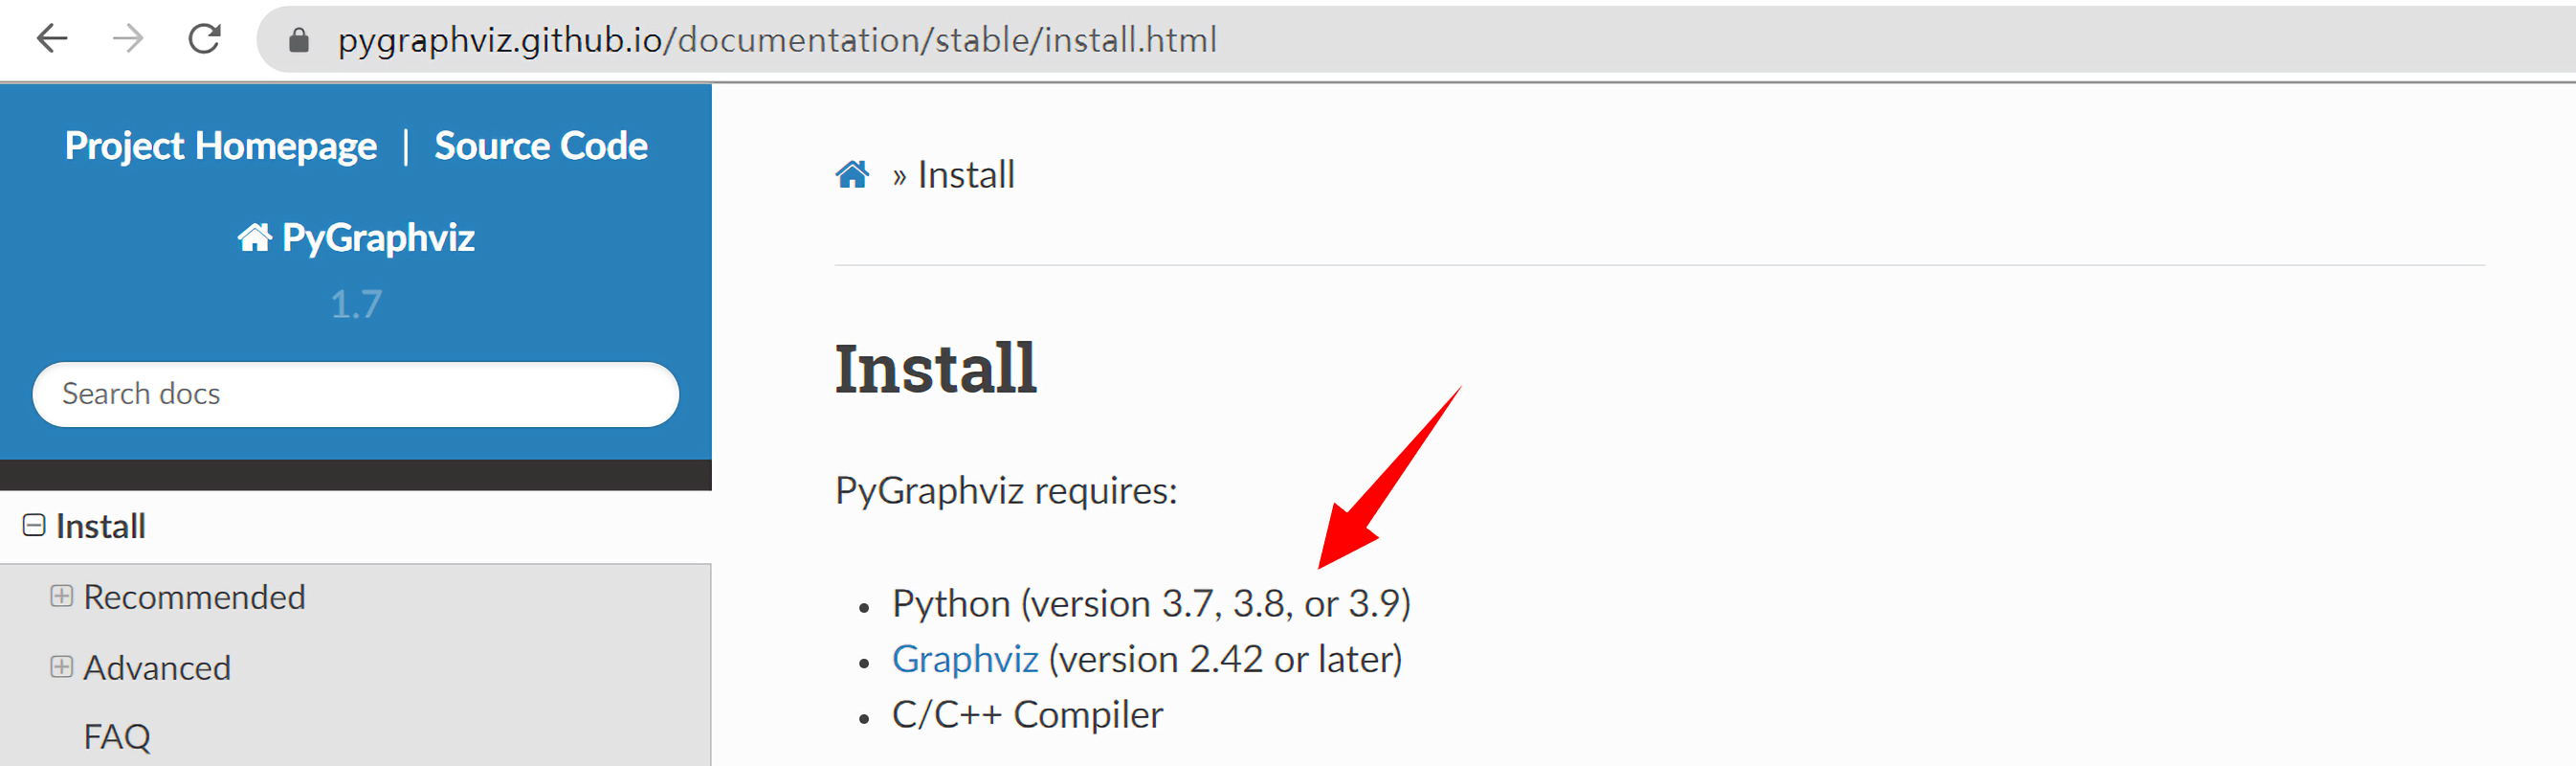 pygraphviz.github.io/documentation/stable/install.html
Project Homepage | Source Code
PyGraphviz
1.7
Search docs
Install
Recommended
Advanced
FAQ
» Install
Install
PyGraphviz requires:
• Python (version 3.7, 3.8, or 3.9)
• Graphviz (version 2.42 or later)
• C/C++ Compiler